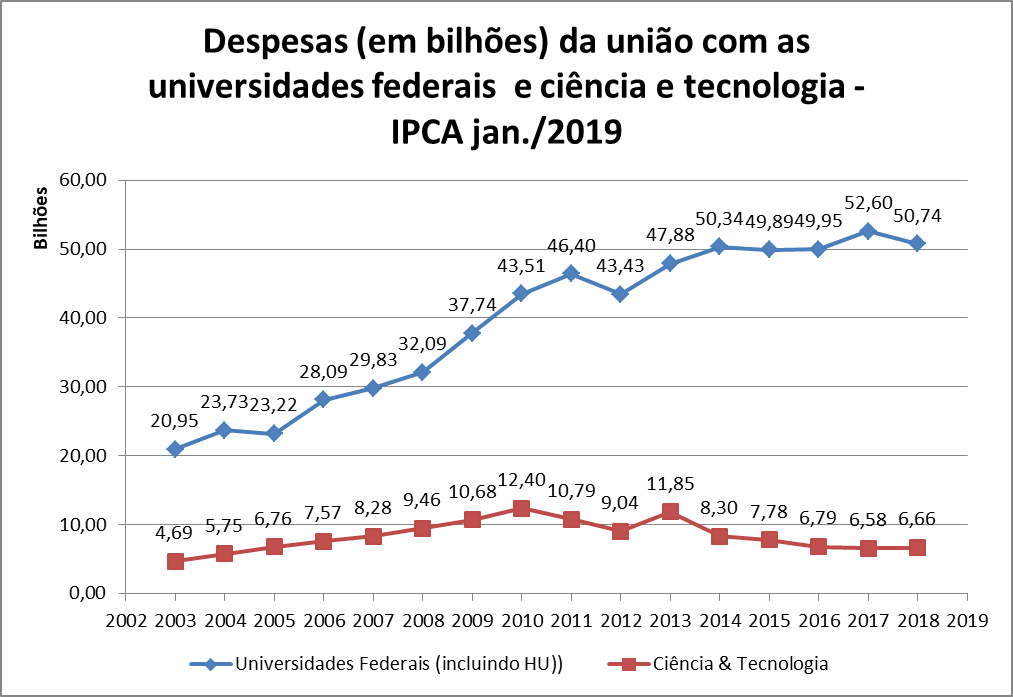 Despesas (em bilhões) da união com as
universidades federais e ciência e tecnologia -
IPCA jan./2019
Bilhões
60,00
50,00
40,00
30,00
20,00
10,00
0,00
20,95 23,73 23,22 28,09 29,83 32,09 37,74 43,51 46,40 43,43 47,88 50,34 49,89 49,95 52,60 50,74
4,69 5,75 6,76 7,57 8,28 9,46 10,68 12,40 10,79 9,04 11,85 8,30 7,78 6,79 6,58 6,66
2002 2003 2004 2005 2006 2007 2008 2009 2010 2011 2012 2013 2014 2015 2016 2017 2018 2019
Universidades Federais (incluindo HU)) Ciência & Tecnologia